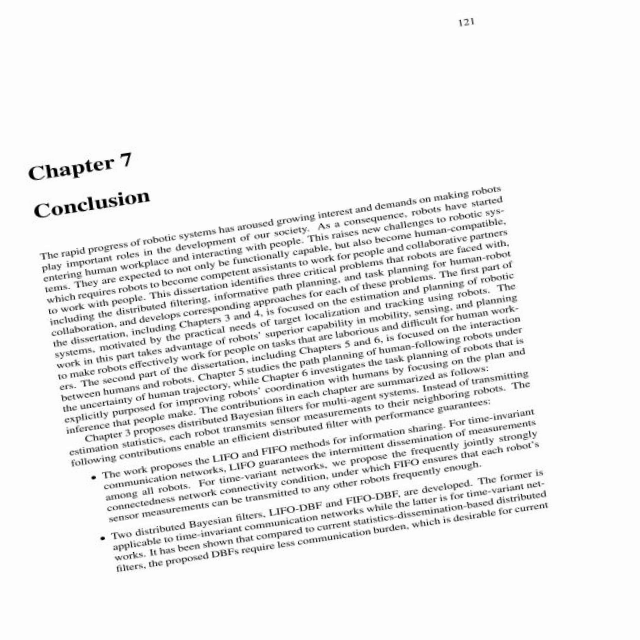 121
Chapter 7
Conclusion
The rapid progress of robotic systems has aroused growing interest and demands on making robots
play important roles in the development of our society. As a consequence, robots have started
entering human workplace and interacting with people. This raises new challenges to robotic sys-
tems. They are expected to not only be functionally capable, but also become human-compatible,
which requires robots to become competent assistants to work for people and collaborative partners
to work with people. This dissertation identifies three critical problems that robots are faced with,
including the distributed filtering, informative path planning, and task planning for human-robot
collaboration, and develops corresponding approaches for each of these problems. The first part of
the dissertation, including Chapters 3 and 4, is focused on the estimation and planning of robotic
systems, motivated by the practical needs of target localization and tracking using robots. The
work in this part takes advantage of robots' superior capability in mobility, sensing, and planning
to make robots effectively work for people on tasks that are laborious and difficult for human work-
ers. The second part of the dissertation, including Chapters 5 and 6, is focused on the interaction
between humans and robots. Chapter 5 studies the path planning of human-following robots under
the uncertainty of human trajectory, while Chapter 6 investigates the task planning of robots that is
explicitly purposed for improving robots' coordination with humans by focusing on the plan and
inference that people make. The contributions in each chapter are summarized as follows:
Chapter 3 proposes distributed Bayesian filters for multi-agent systems. Instead of transmitting
estimation statistics, each robot transmits sensor measurements to their neighboring robots. The
following contributions enable an efficient distributed filter with performance guarantees:
• The work proposes the LIFO and FIFO methods for information sharing. For time-invariant
communication networks, LIFO guarantees the intermittent dissemination of measurements
among all robots. For time-variant networks, we propose the frequently jointly strongly
connectedness network connectivity condition, under which FIFO ensures that each robot's
sensor measurements can be transmitted to any other robots frequently enough.
• Two distributed Bayesian filters, LIFO-DBF and FIFO-DBF, are developed. The former is
applicable to time-invariant communication networks while the latter is for time-variant net-
works. It has been shown that compared to current statistics-dissemination-based distributed
filters, the proposed DBFs require less communication burden, which is desirable for current